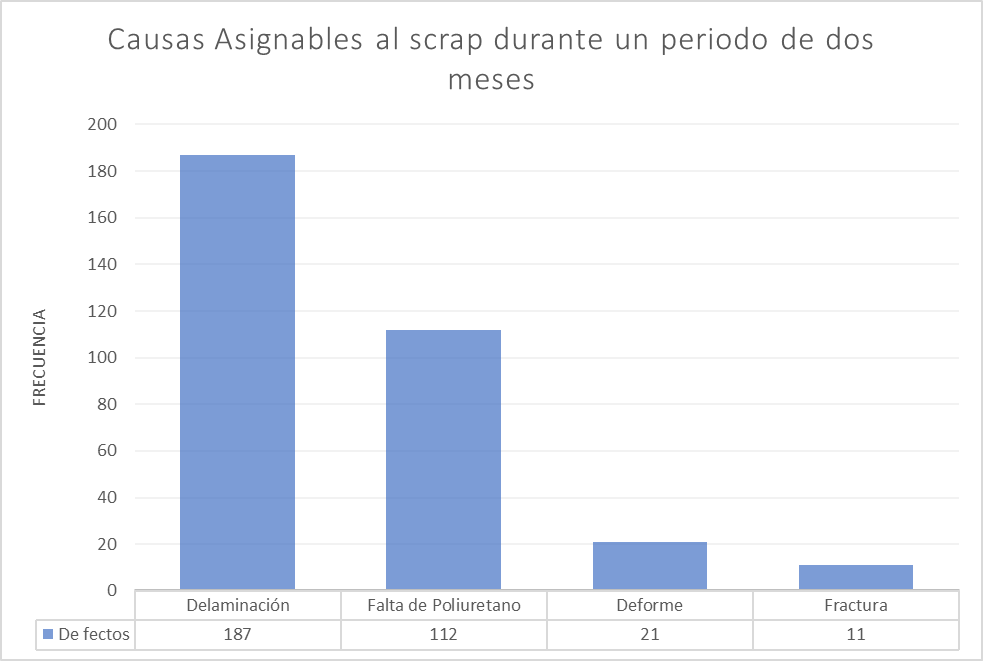 Causas Asignables al scrap durante un periodo de dos
meses
FRECUENCIA
200
180
160
140
120
100
80
60
40
20
0
Delaminación Falta de Poliuretano Deforme Fractura
De fectos 187 112 21 11